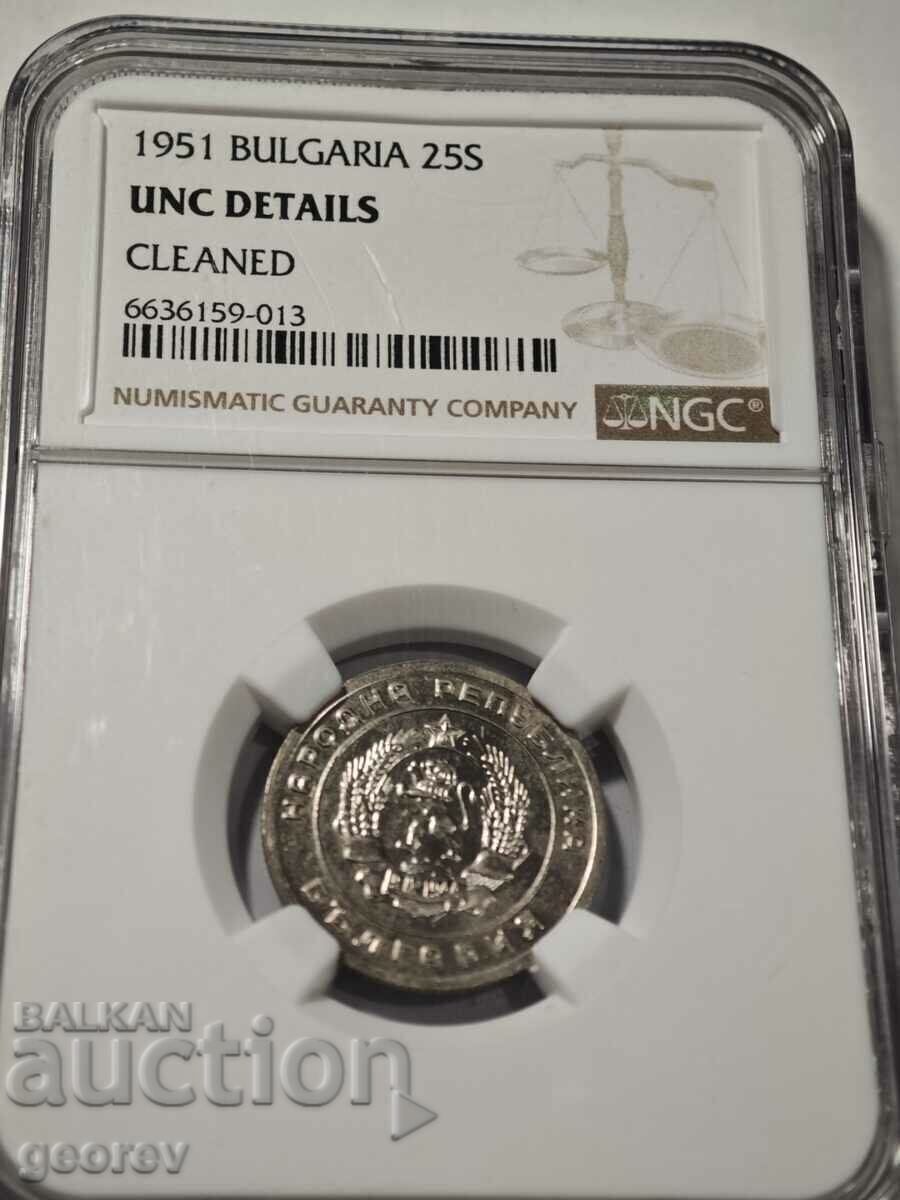 1951 BULGARIA 25S
UNC DETAILS
CLEANED
6636159-013
NUMISMATIC GUARANTY COMPANY
NGC®
НАРОДНА РЕПУБЛИКА
БЪЛГАРИЯ
BALKAN
auction
georev